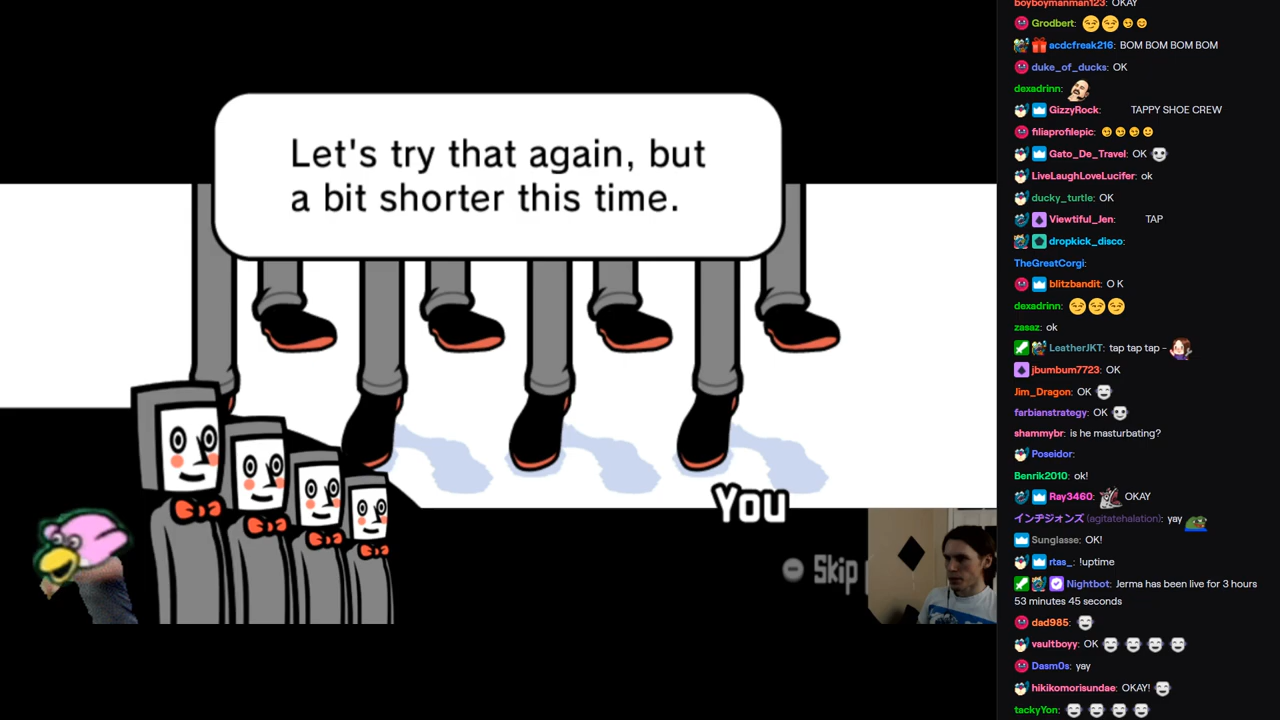 Let's try that again, but
a bit shorter this time.
You
Skip
boyboymanman123: OKAY
Grodbert:
acdcfreak216: BOM BOM BOM BOM
duke_of_ducks: OK
dexadrinn:
GizzyRock: TAPPY SHOE CREW
filiaprofilepic:
Gato_De_Travel: OK
LiveLaughLoveLucifer: ok
ducky_turtle: OK
Viewtiful_Jen: TAP
dropkick_disco:
TheGreatCorgi:
blitzbandit: O K
dexadrinn:
zasaz: ok
LeatherJKT: tap tap tap -
jbumbum7723: OK
Jim_Dragon: OK
farbianstrategy: OK
shammybr: is he masturbating?
Poseidor:
Benrik2010: ok!
Ray3460: OKAY
インヂジォンズ (agitatehalation): yay
Sunglasse: OK!
rtas_: !uptime
Nightbot: Jerma has been live for 3 hours
53 minutes 45 seconds
dad985:
vaultboyy: OK
Dasm0s: yay
hikikomorisundae: OKAY!
tackyYon: